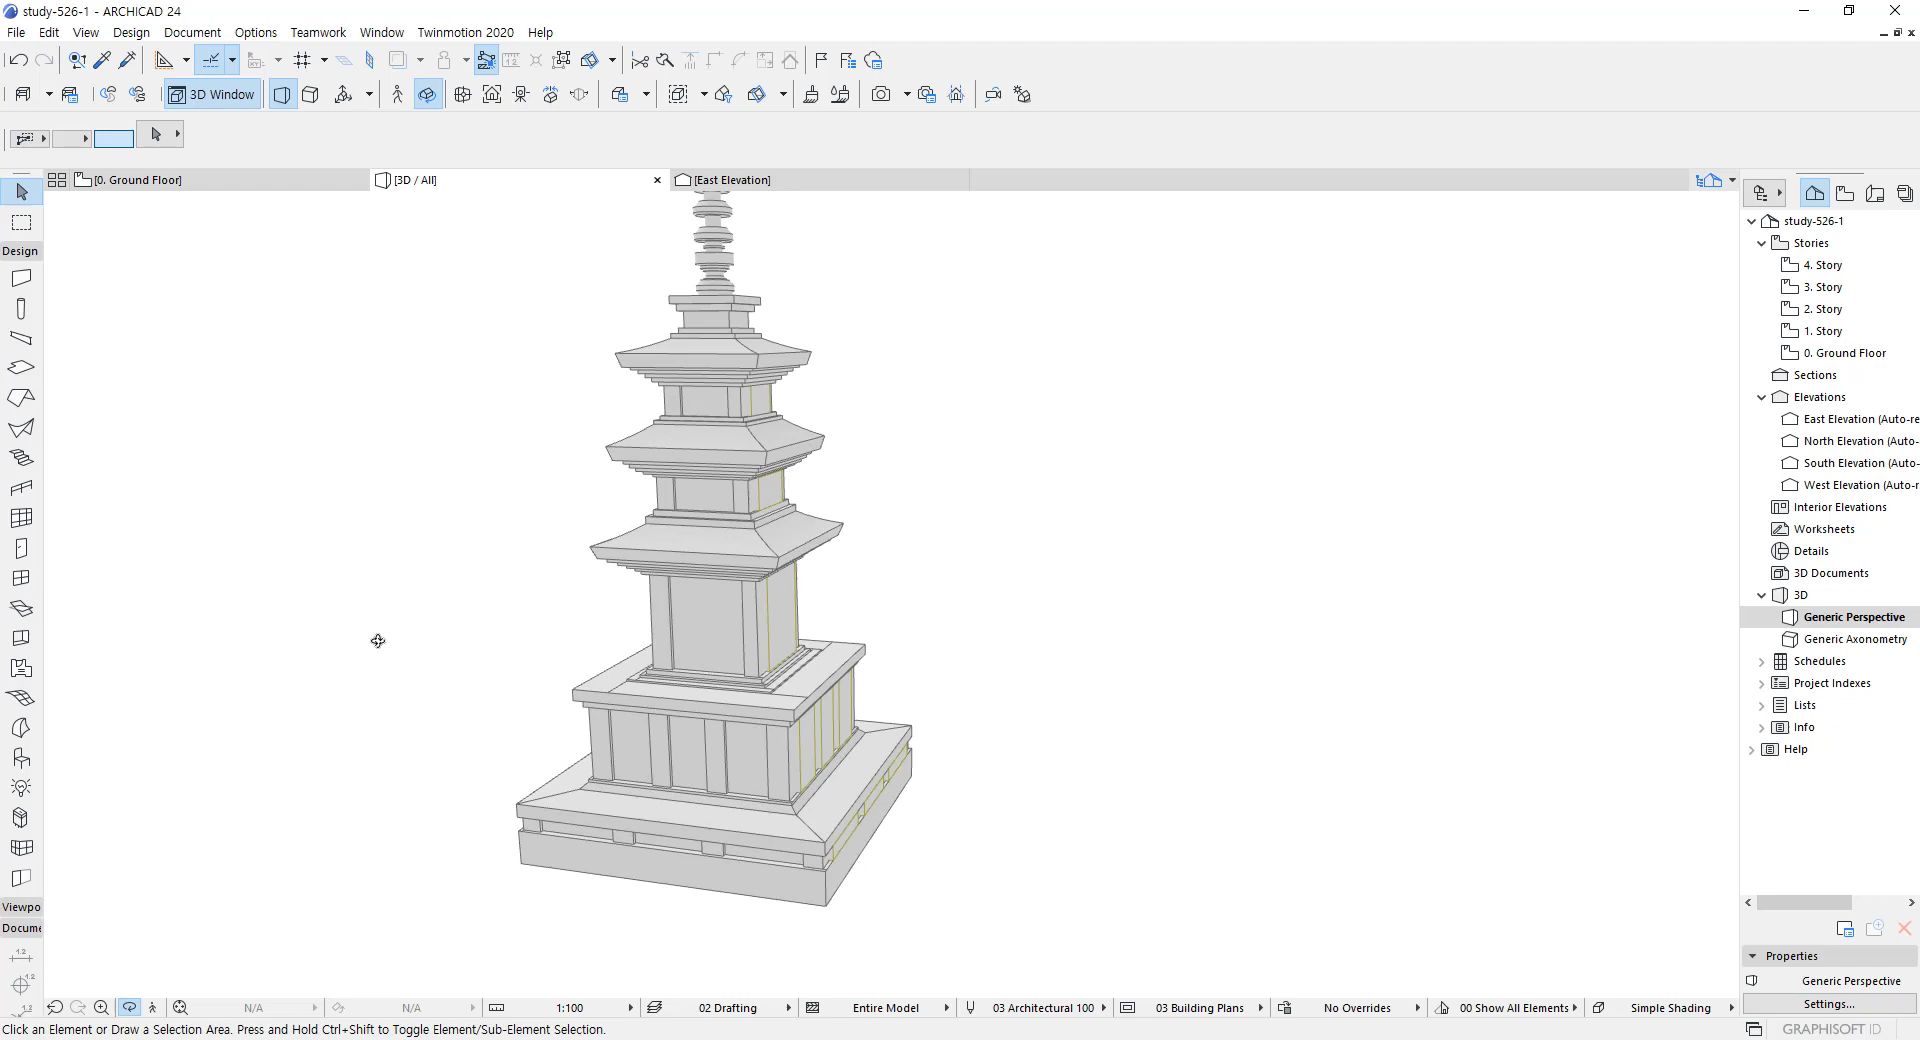 study-526-1 - ARCHICAD 24
File Edit View Design Document Options Teamwork Window Twinmotion 2020 Help
3D Window
[0. Ground Floor]
[3D / All]
[East Elevation]
Design
Viewpo
Docume
1.2
1.2
study-526-1
Stories
4. Story
3. Story
2. Story
1. Story
0. Ground Floor
Sections
Elevations
East Elevation (Auto-re
North Elevation (Auto-
South Elevation (Auto-
West Elevation (Auto-r
Interior Elevations
Worksheets
Details
3D Documents
3D
Generic Perspective
Generic Axonometry
Schedules
Project Indexes
Lists
Info
Help
Properties
Generic Perspective
Settings...
N/A N/A 1:100 02 Drafting Entire Model 03 Architectural 100 03 Building Plans No Overrides 00 Show All Elements Simple Shading
Click an Element or Draw a Selection Area. Press and Hold Ctrl+Shift to Toggle Element/Sub-Element Selection.
GRAPHISOFT ID